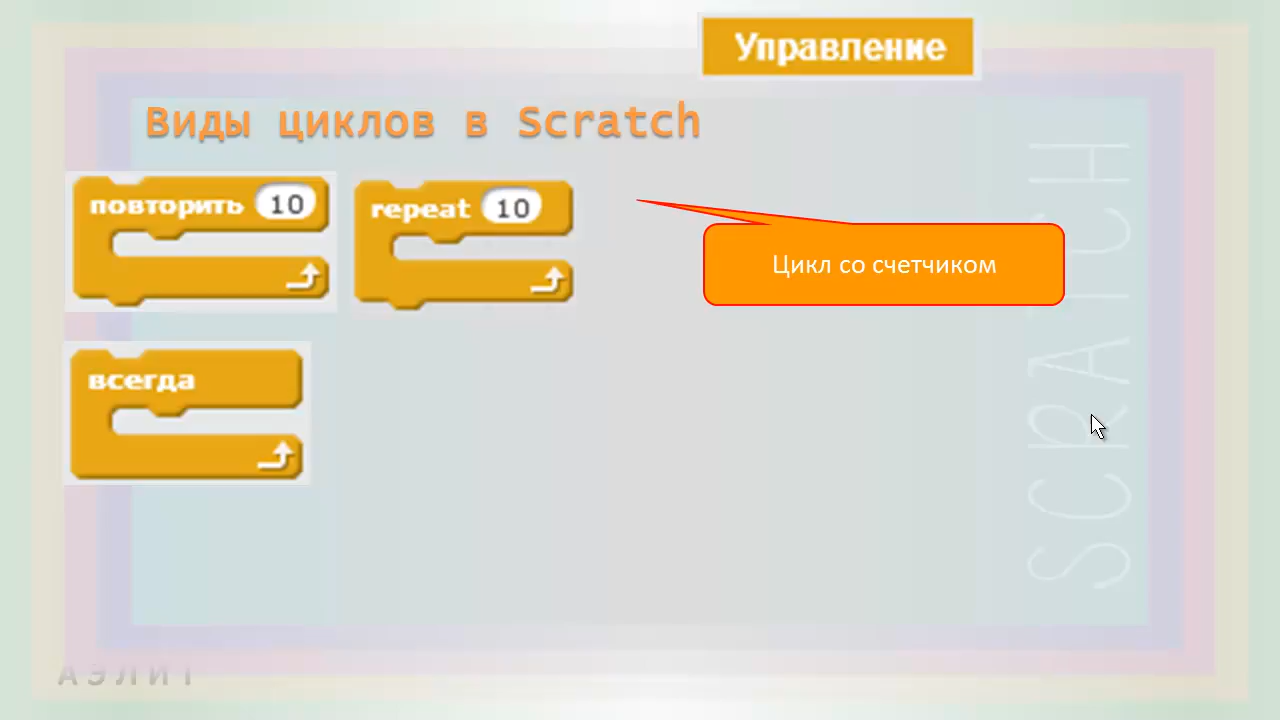 Управление
Виды циклов в Scratch
повторить 10
repeat 10
Цикл со счетчиком
всегда
SCRATCH